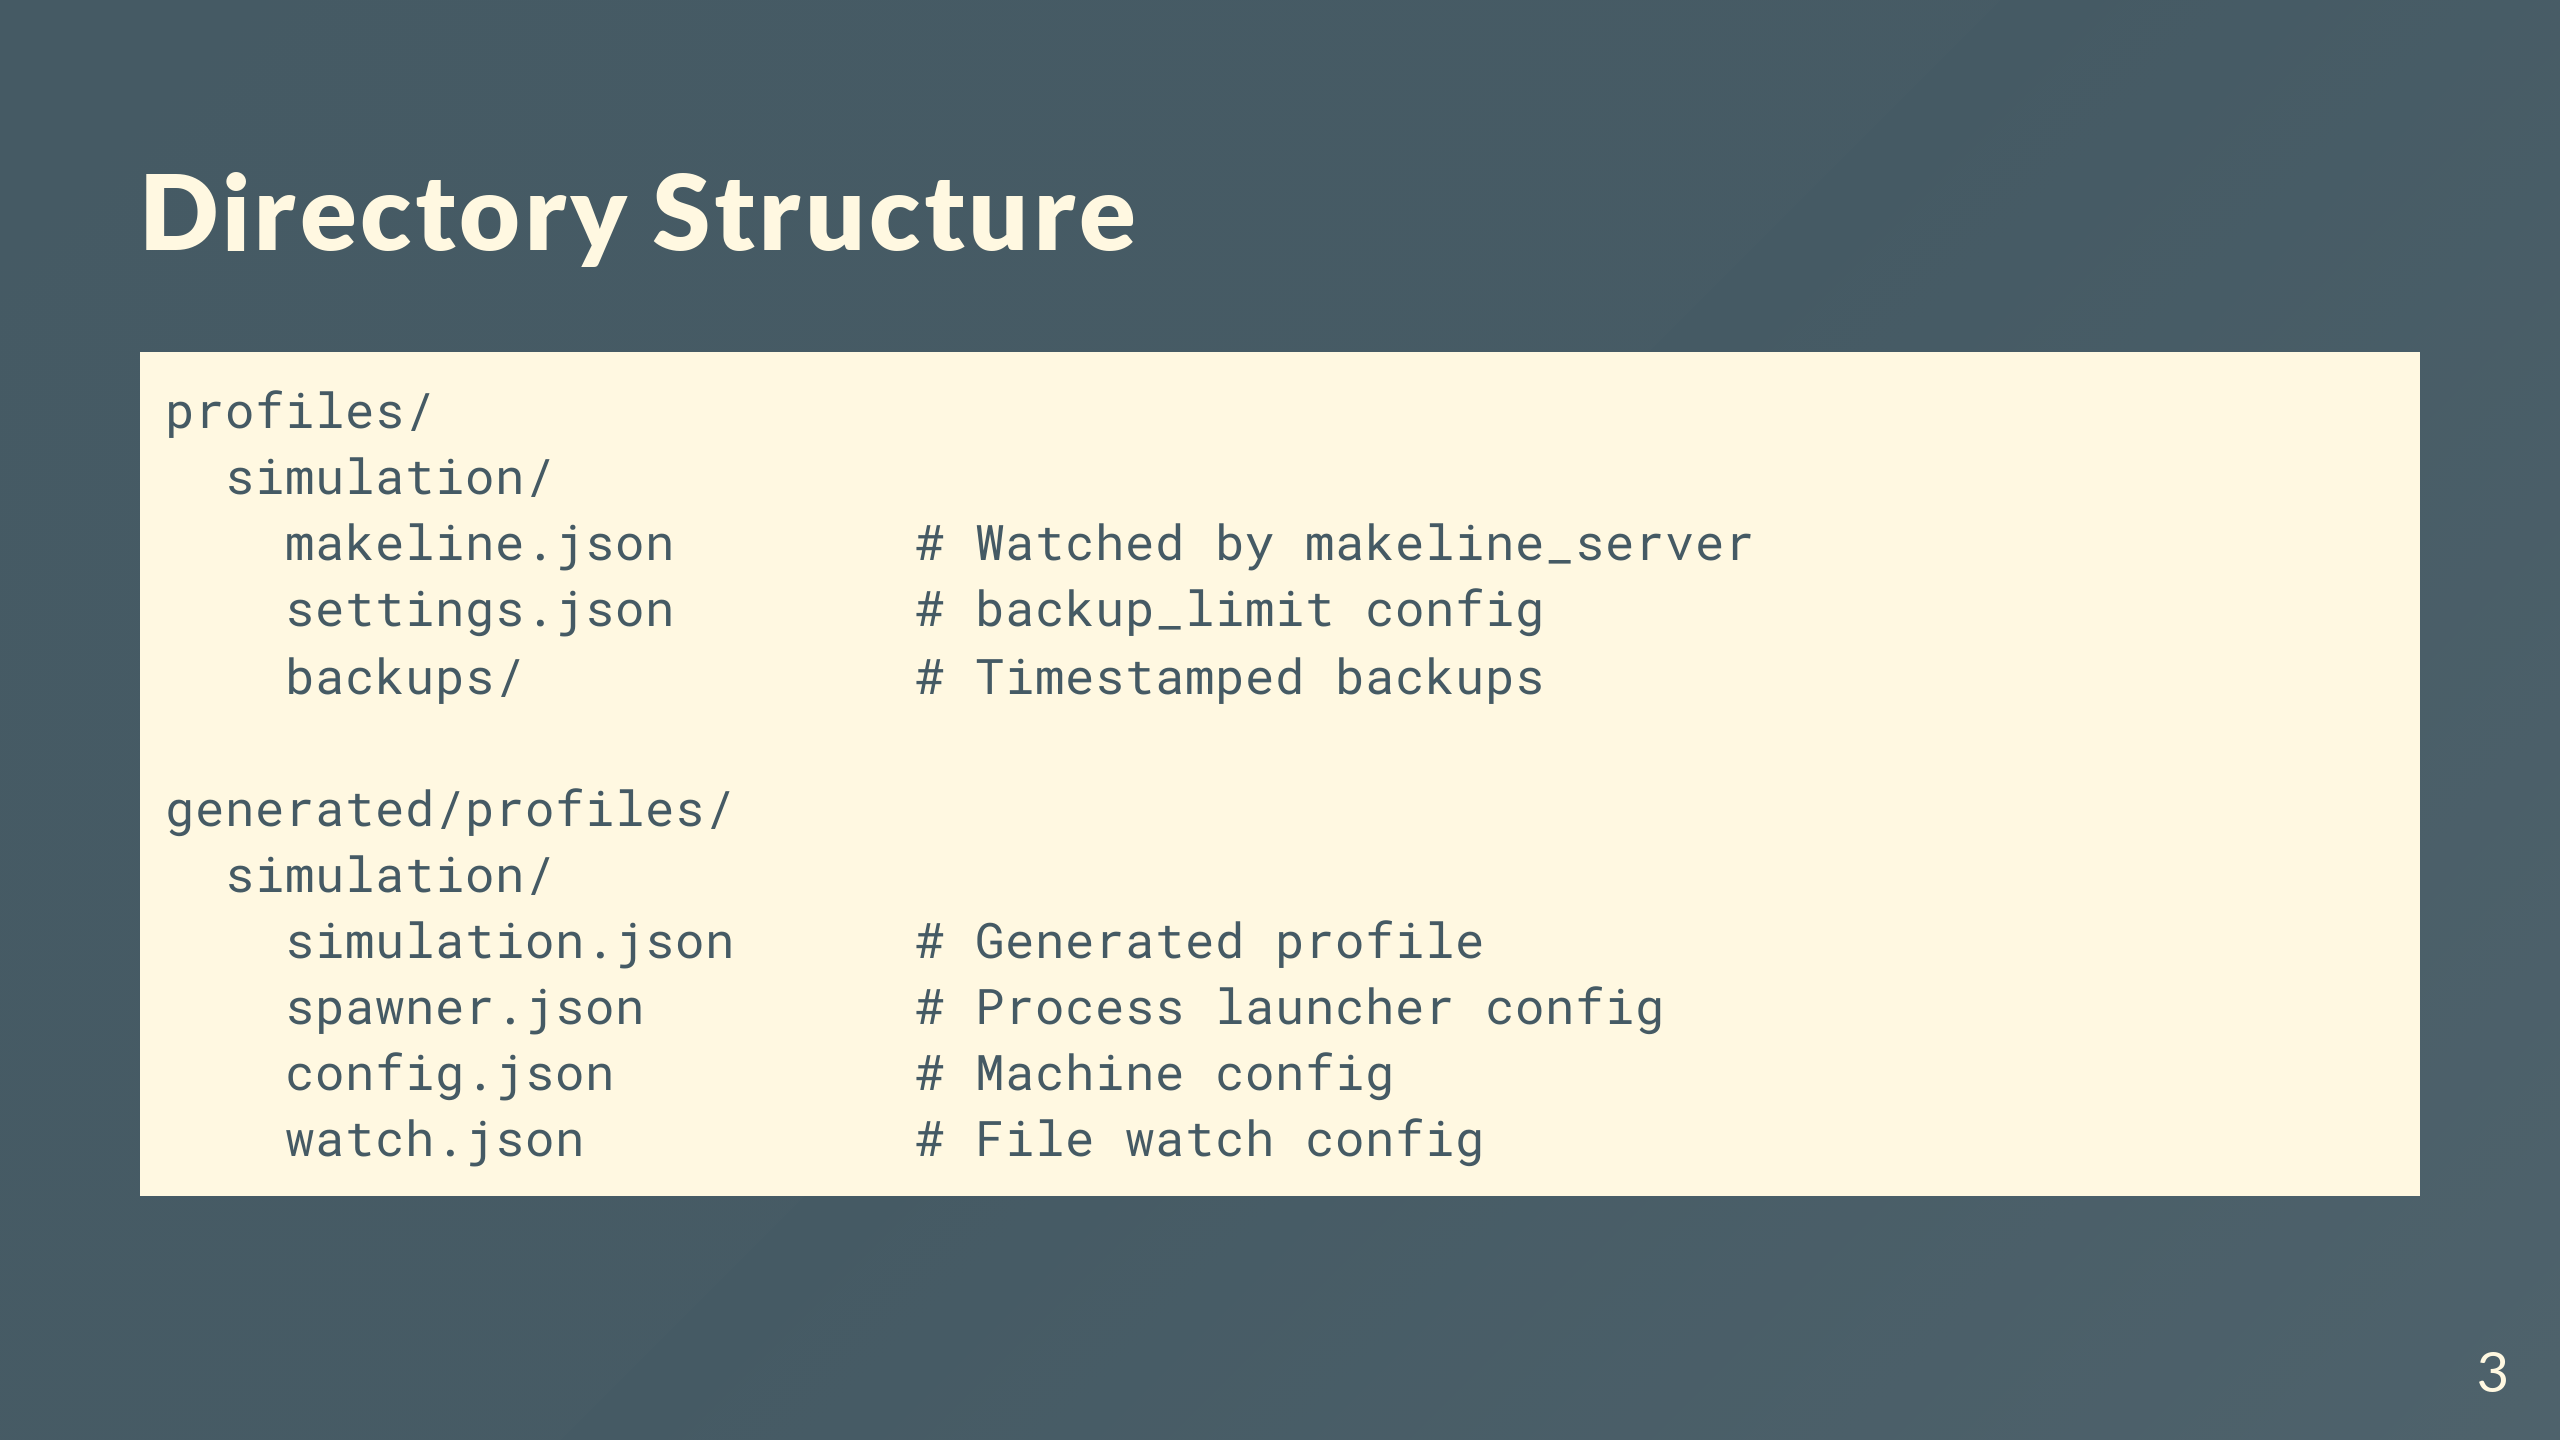 Directory Structure
profiles/
  simulation/
    makeline.json        # Watched by makeline_server
    settings.json        # backup_limit config
    backups/             # Timestamped backups

generated/profiles/
  simulation/
    simulation.json      # Generated profile
    spawner.json         # Process launcher config
    config.json          # Machine config
    watch.json           # File watch config
3